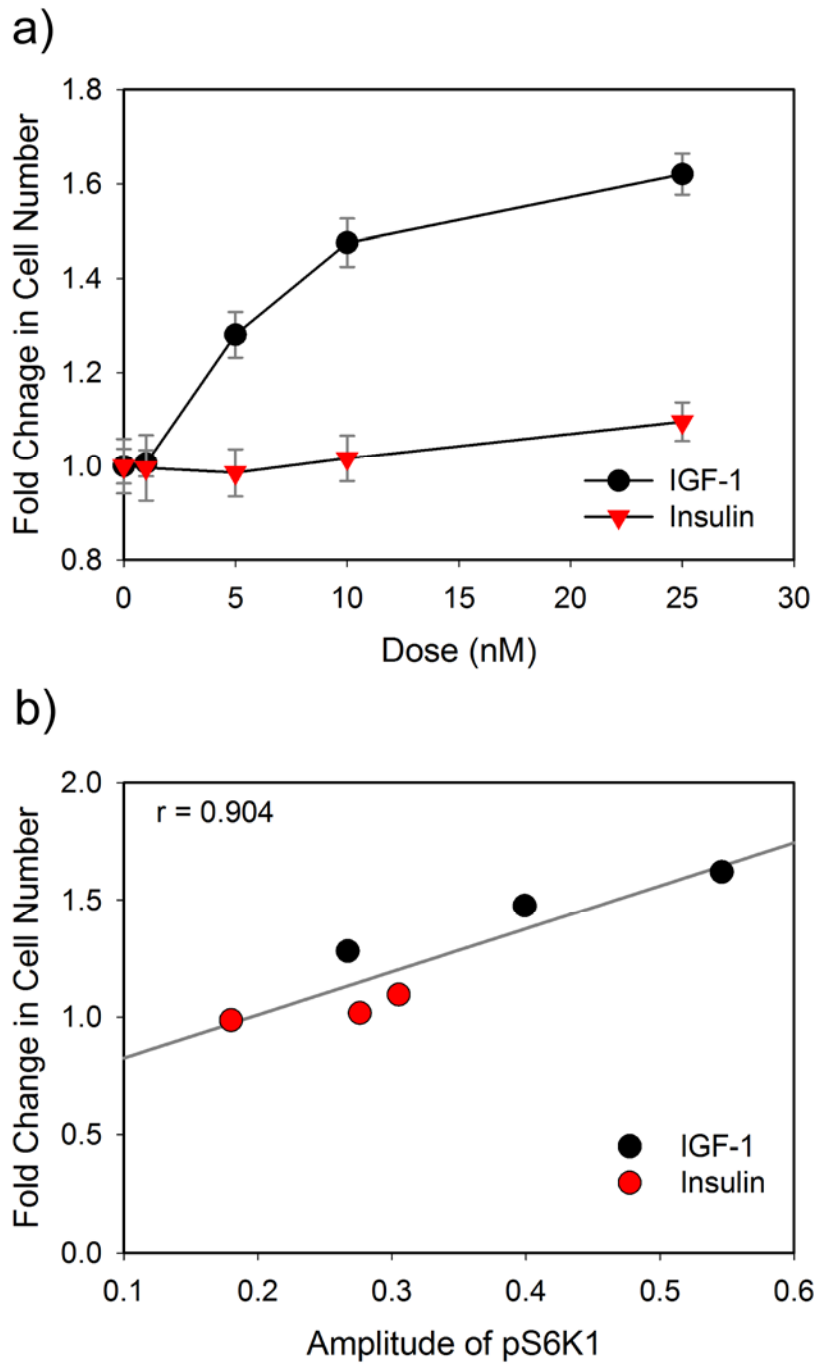 a)
Fold Chnage in Cell Number
1.8
1.6
1.4
1.2
1.0
0.8
IGF-1
Insulin
0 5 10 15 20 25 30
Dose (nM)
b)
Fold Change in Cell Number
2.0
r = 0.904
1.5
1.0
0.5
0.0
IGF-1
Insulin
0.1 0.2 0.3 0.4 0.5 0.6
Amplitude of pS6K1